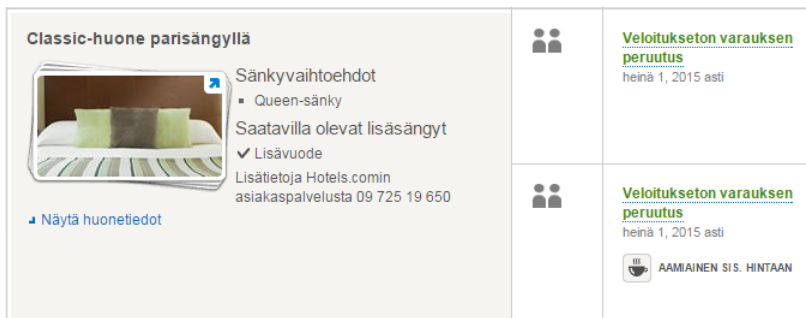 Classic-huone parisängyllä
Sänkyvaihtoehdot
Queen-sänky
Saatavilla olevat lisäsängyt
Lisävuode
Lisätietoja Hotels.comin
asiakaspalvelusta 09 725 19 650
Näytä huonetiedot
Veloitukseton varauksen
peruutus
heinä 1, 2015 asti
Veloitukseton varauksen
peruutus
heinä 1, 2015 asti
AAMIAINEN SIS. HINTAAN